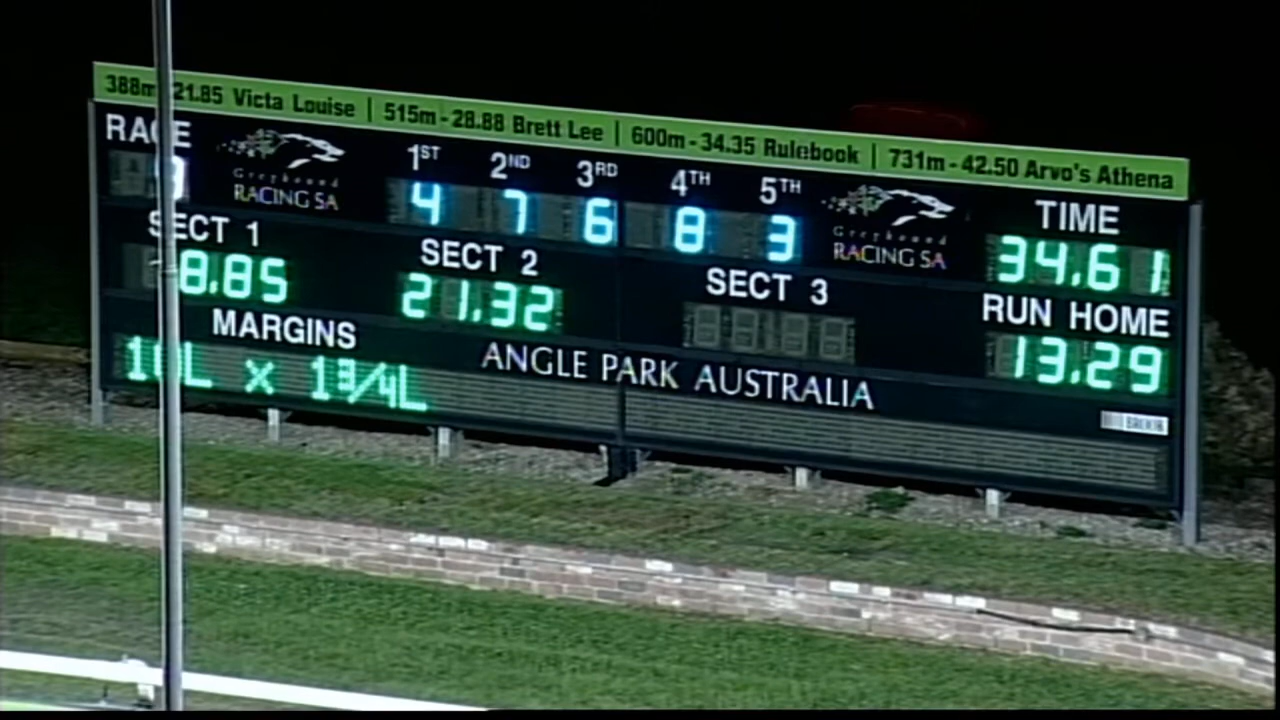 388m 21.85 Victa Louise | 515m - 28.88 Brett Lee | 600m - 34.35 Rulebook | 731m - 42.50 Arvo's Athena
RACE 1ST 2ND 3RD 4TH 5TH TIME
Greyhound RACING SA 4 7 6 8 3 Greyhound RACING SA 34.61
SECT 1 SECT 2 SECT 3 RUN HOME
8.85 21.32 13.29
MARGINS ANGLE PARK AUSTRALIA
10L x 1¾L